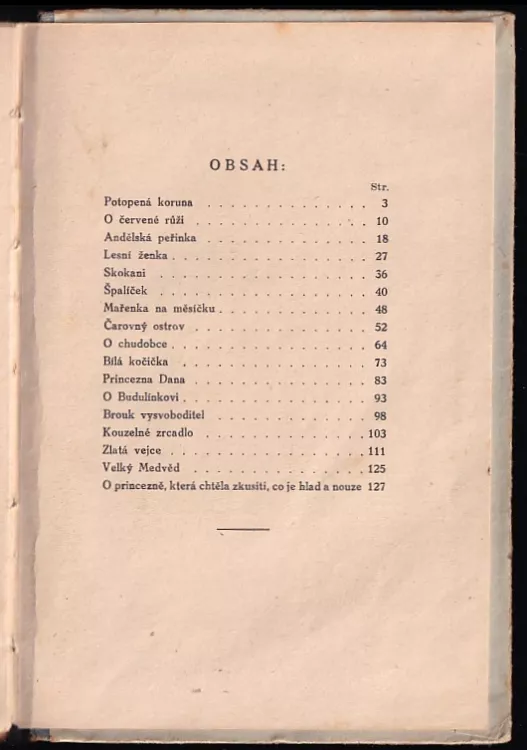 OBSAH:
Str.
Potopená koruna . . . . . . . . . . . . . . 3
O červené růži . . . . . . . . . . . . . . 10
Andělská peřinka . . . . . . . . . . . . . 18
Lesní ženka . . . . . . . . . . . . . . . 27
Skokani . . . . . . . . . . . . . . . . 36
Špalíček . . . . . . . . . . . . . . . . 40
Mařenka na měsíčku . . . . . . . . . . . . 48
Čarovný ostrov . . . . . . . . . . . . . . 52
O chudobce . . . . . . . . . . . . . . . 64
Bílá kočička . . . . . . . . . . . . . . . 73
Princezna Dana . . . . . . . . . . . . . . 83
O Budulínkovi . . . . . . . . . . . . . . 93
Brouk vysvoboditel . . . . . . . . . . . . 98
Kouzelné zrcadlo . . . . . . . . . . . . . 103
Zlatá vejce . . . . . . . . . . . . . . . 111
Velký Medvěd . . . . . . . . . . . . . . 125
O princezně, která chtěla zkusiti, co je hlad a nouze 127